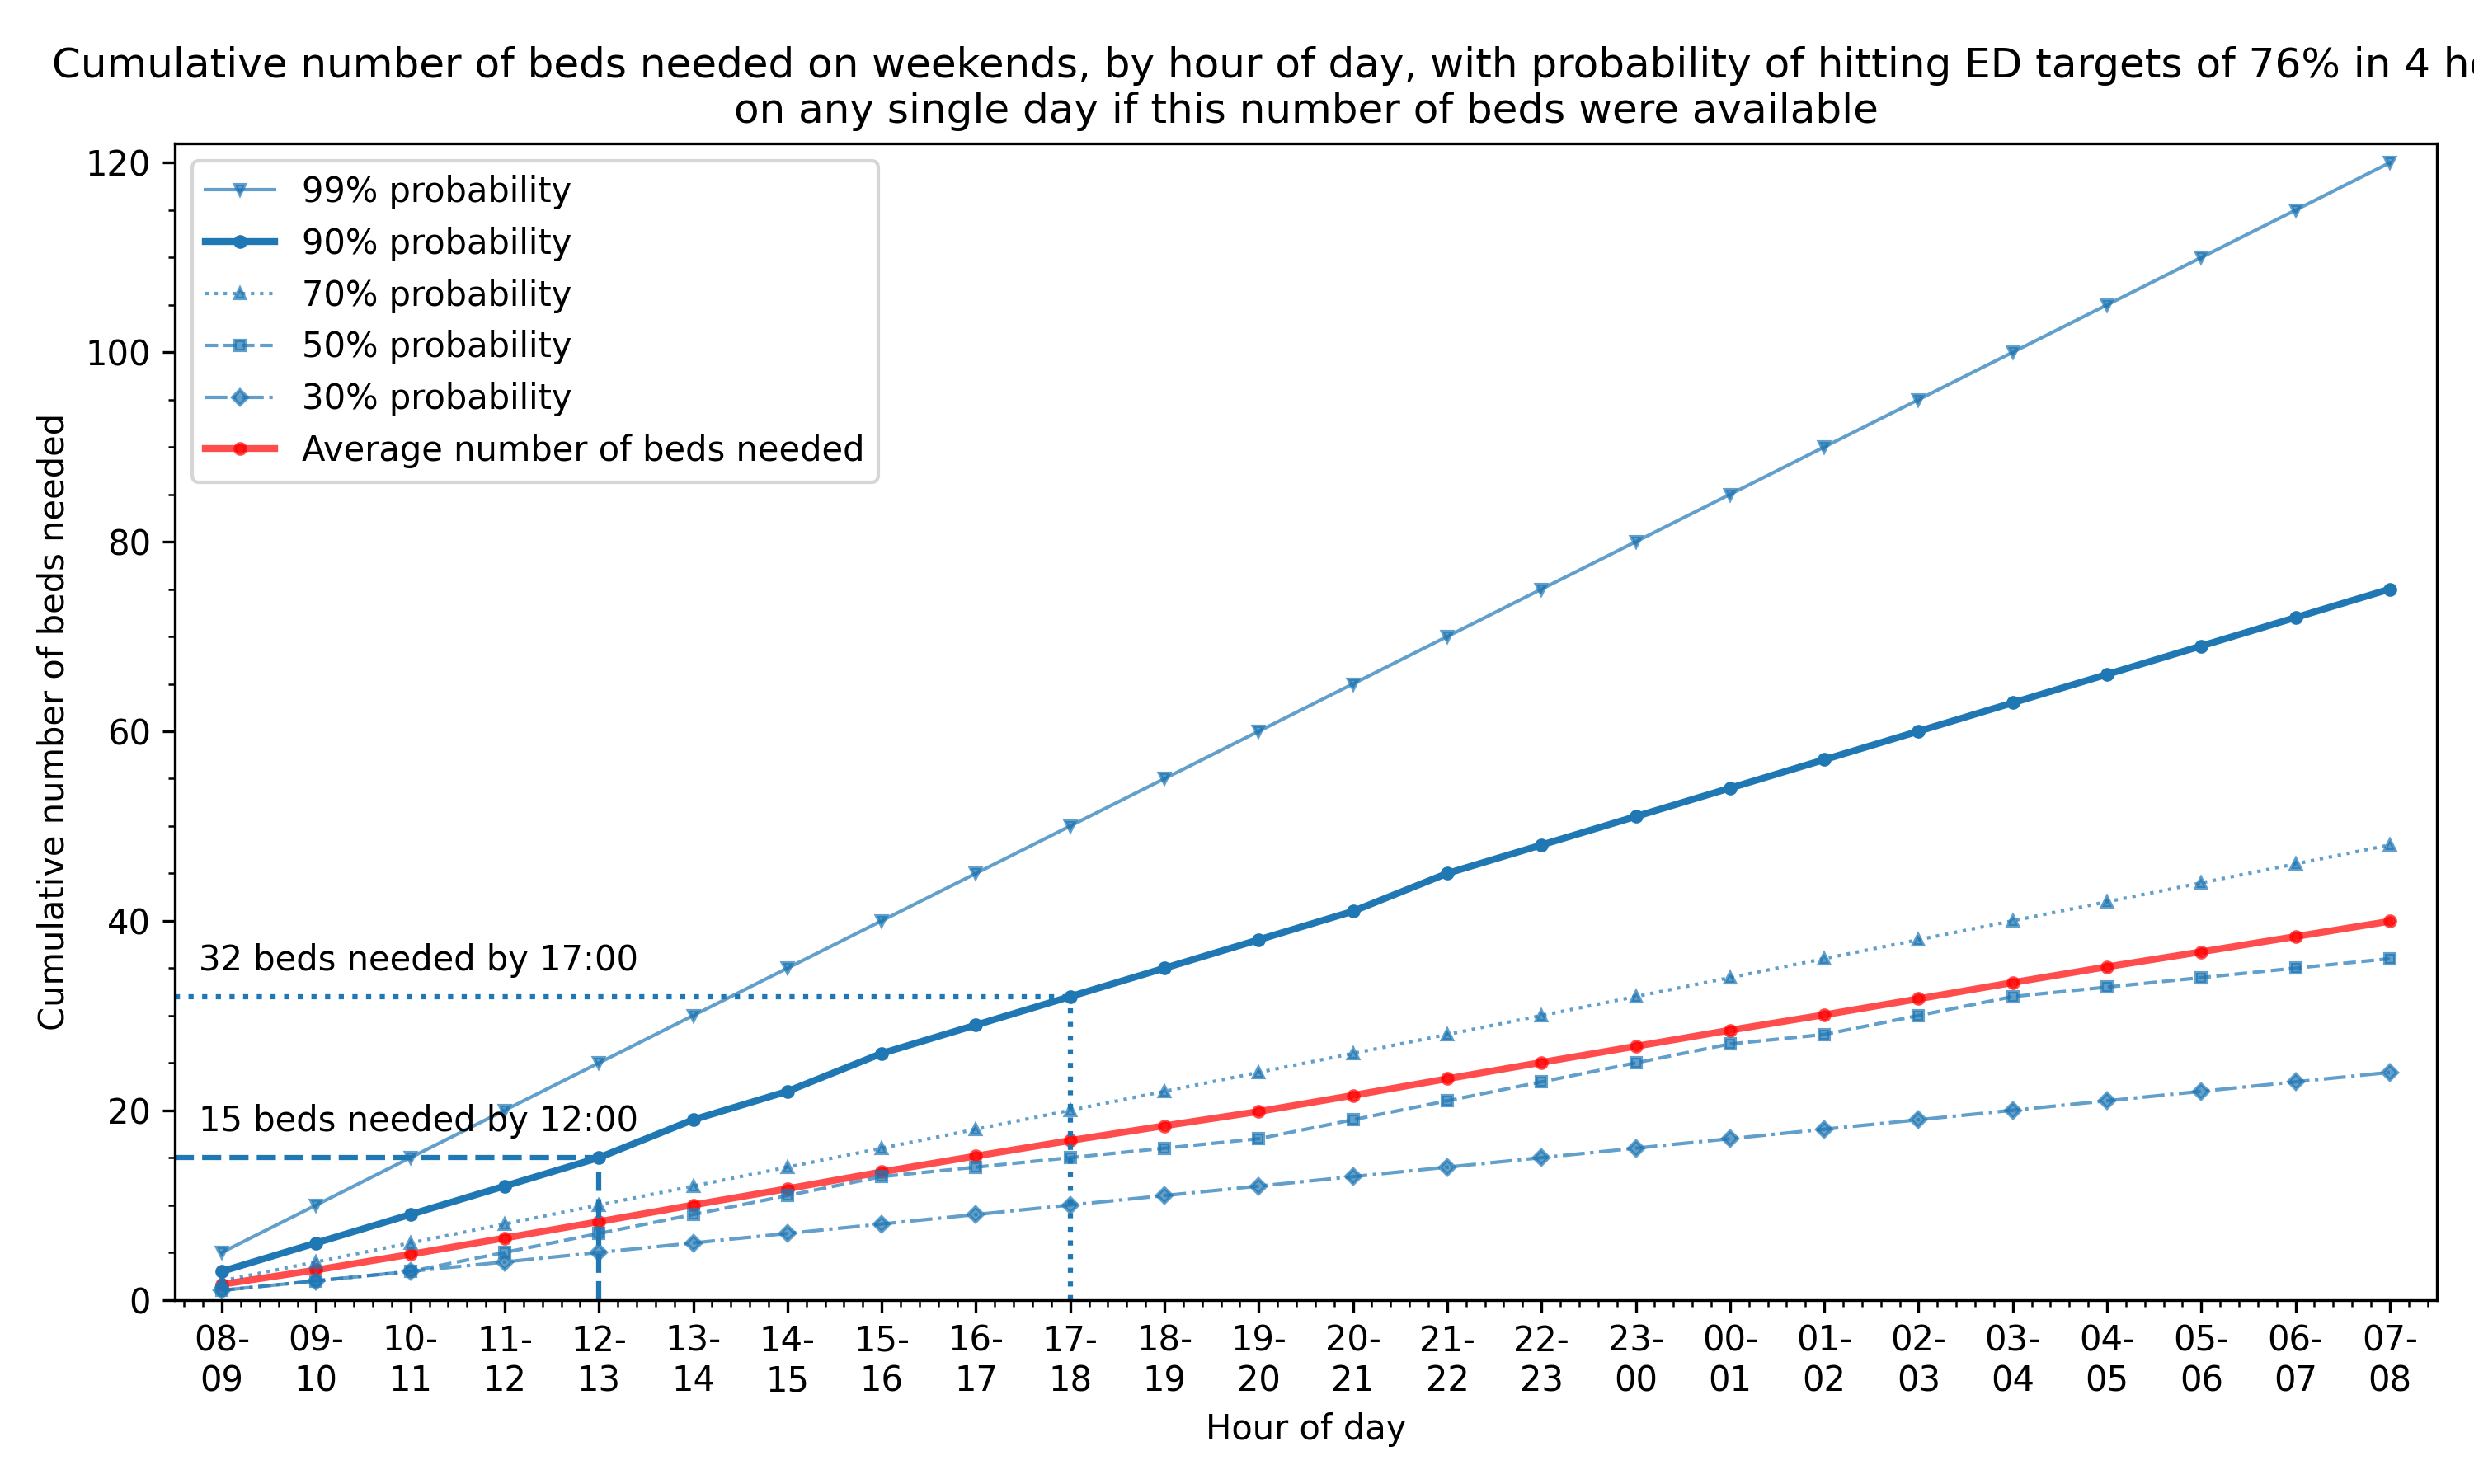 Cumulative number of beds needed on weekends, by hour of day, with probability of hitting ED targets of 76% in 4
on any single day if this number of beds were available
120
100
80
60
40
20
0
Cumulative number of beds needed
99% probability
90% probability
70% probability
50% probability
30% probability
Average number of beds needed
32 beds needed by 17:00
15 beds needed by 12:00
08- 09- 10- 11- 12- 13- 14- 15- 16- 17- 18- 19- 20- 21- 22- 23- 00- 01- 02- 03- 04- 05- 06- 07-
09 10 11 12 13 14 15 16 17 18 19 20 21 22 23 00 01 02 03 04 05 06 07 08
Hour of day